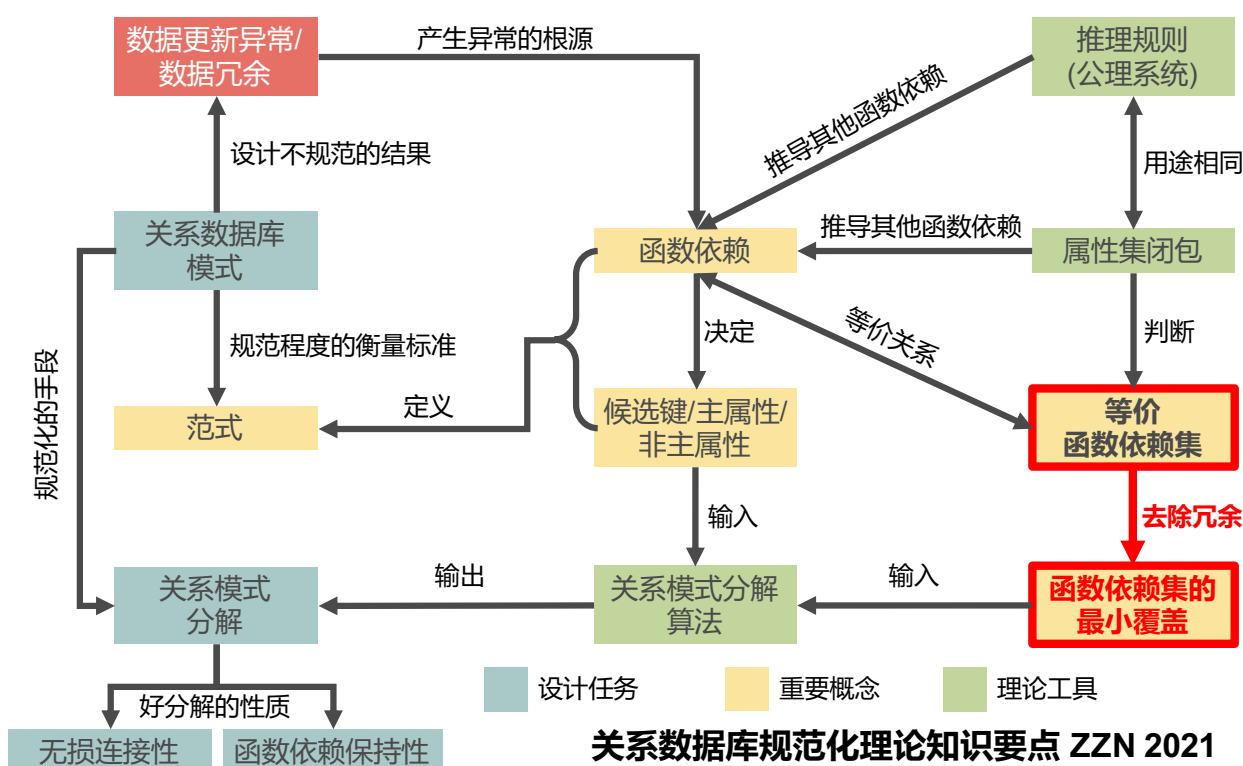 数据更新异常/
数据冗余
产生异常的根源
推理规则
(公理系统)
推导其他函数依赖
设计不规范的结果
用途相同
关系数据库
模式
函数依赖
推导其他函数依赖
属性集闭包
规范程度的衡量标准
决定
等价关系
判断
规范化的手段
范式
定义
候选键/主属性/
非主属性
等价
函数依赖集
输入
去除冗余
关系模式
分解
输出
关系模式分解
算法
输入
函数依赖集的
最小覆盖
好分解的性质
设计任务
重要概念
理论工具
无损连接性
函数依赖保持性
关系数据库规范化理论知识要点 ZZN 2021